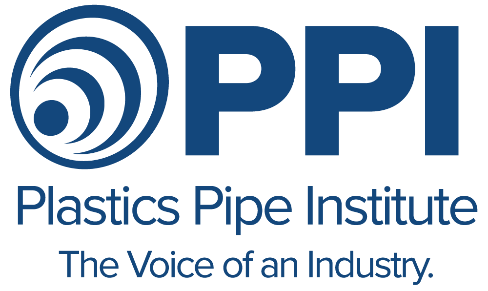 PPI
Plastics Pipe Institute
The Voice of an Industry.